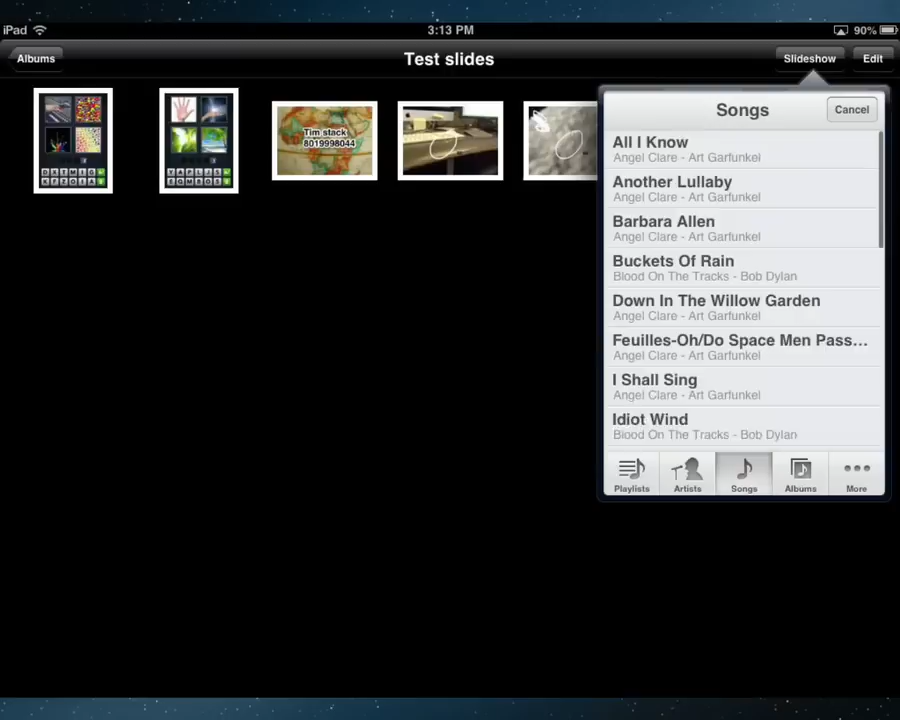 iPad 3:13 PM 90%
Albums Test slides Slideshow Edit
Tim stack
8019998044
Songs Cancel
All I Know
Angel Clare - Art Garfunkel
Another Lullaby
Angel Clare - Art Garfunkel
Barbara Allen
Angel Clare - Art Garfunkel
Buckets Of Rain
Blood On The Tracks - Bob Dylan
Down In The Willow Garden
Angel Clare - Art Garfunkel
Feuilles-Oh/Do Space Men Pass...
Angel Clare - Art Garfunkel
I Shall Sing
Angel Clare - Art Garfunkel
Idiot Wind
Blood On The Tracks - Bob Dylan
Playlists Artists Songs Albums More